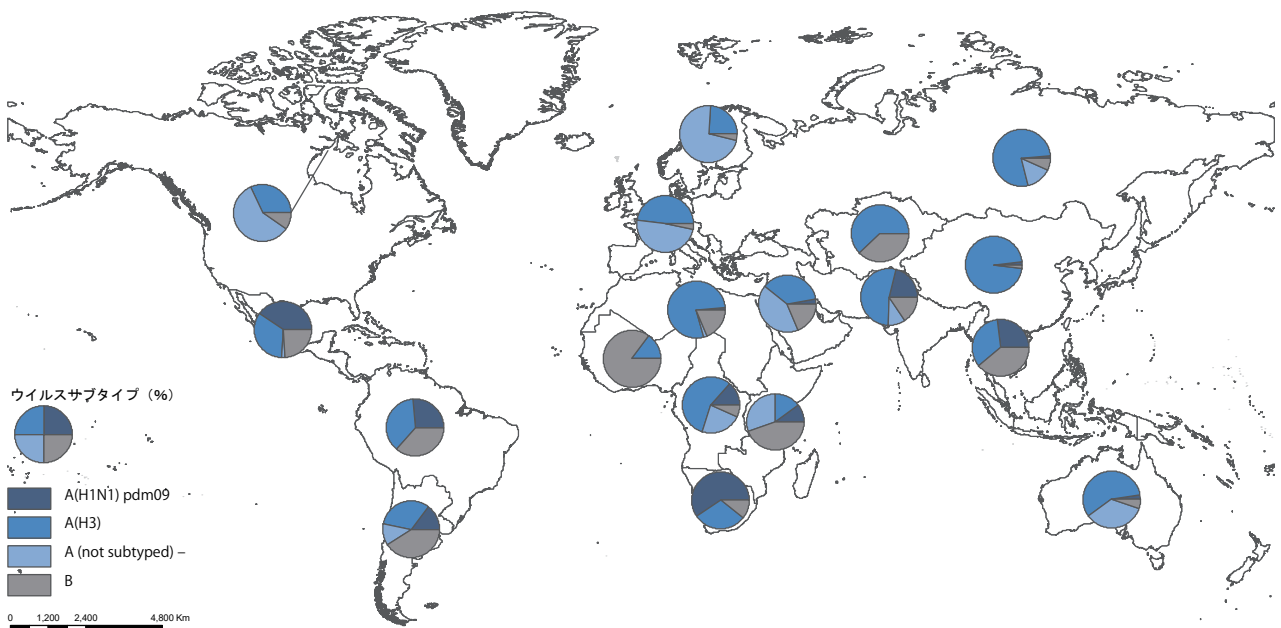 ウイルスサブタイプ（%）
A(H1N1) pdm09
A(H3)
A (not subtyped) –
B
0 1,200 2,400 4,800 Km